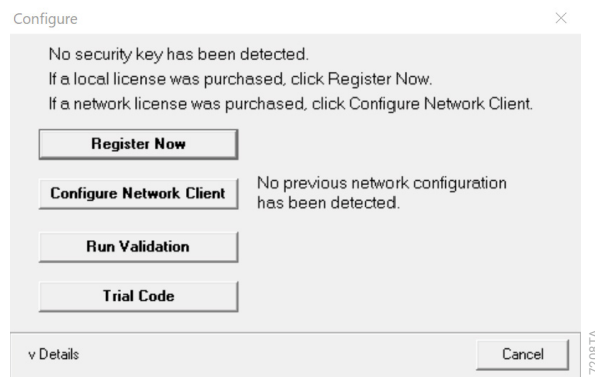 Configure
No security key has been detected.
If a local license was purchased, click Register Now.
If a network license was purchased, click Configure Network Client.
Register Now
Configure Network Client
No previous network configuration
has been detected.
Run Validation
Trial Code
v Details
Cancel